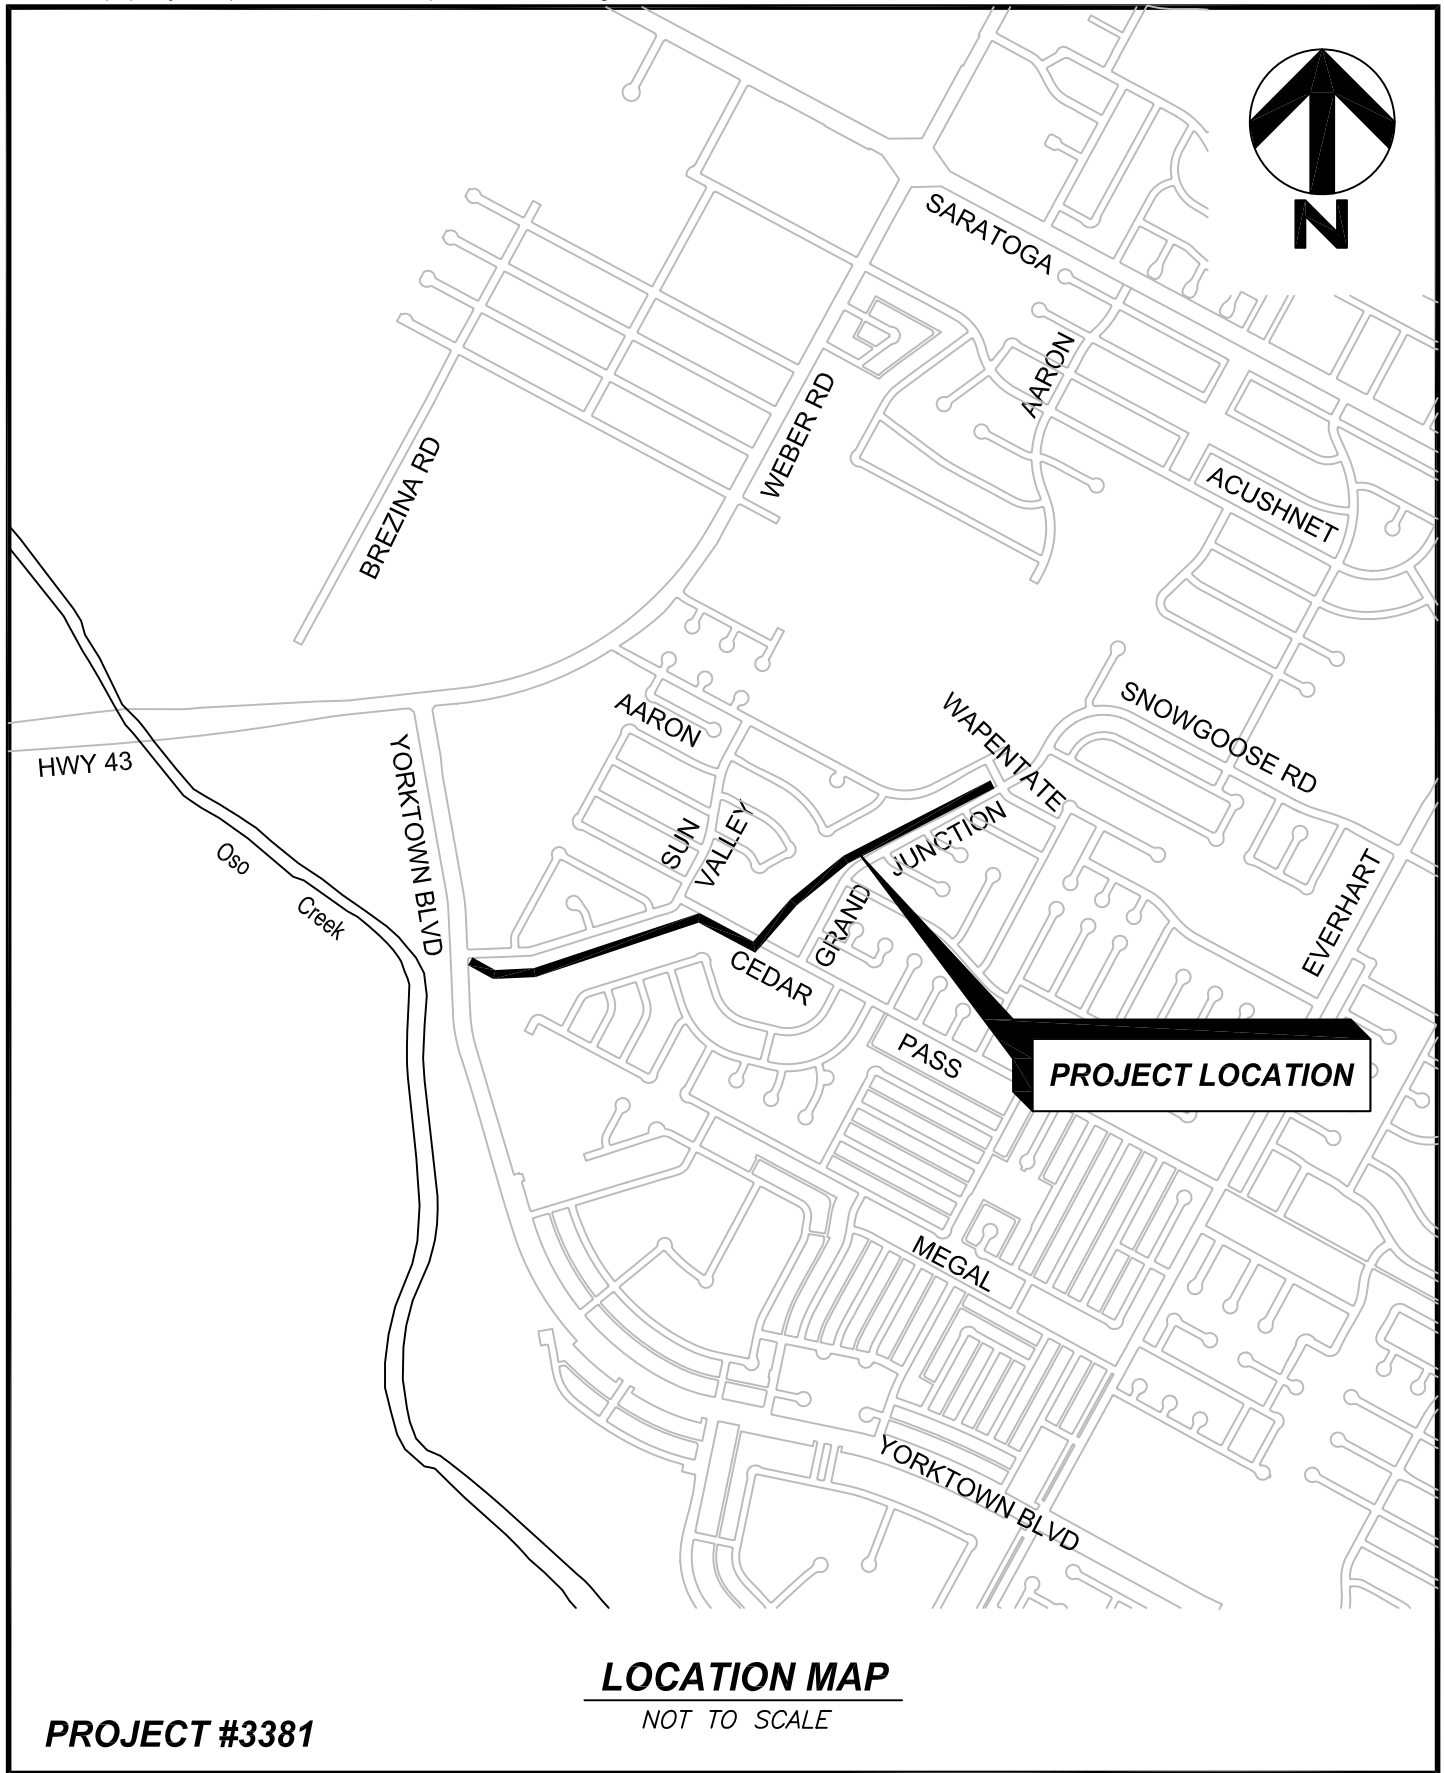 N
SARATOGA
AARON
WEBER RD
BREZINA RD
ACUSHNET
HWY 43
YORKTOWN BLVD
AARON
WAPENTATE
SNOWGOOSE RD
SUN
VALLEY
JUNCTION
GRAND
EVERHART
Oso
Creek
CEDAR
PASS
PROJECT LOCATION
MEGAL
YORKTOWN BLVD
LOCATION MAP
NOT TO SCALE
PROJECT #3381